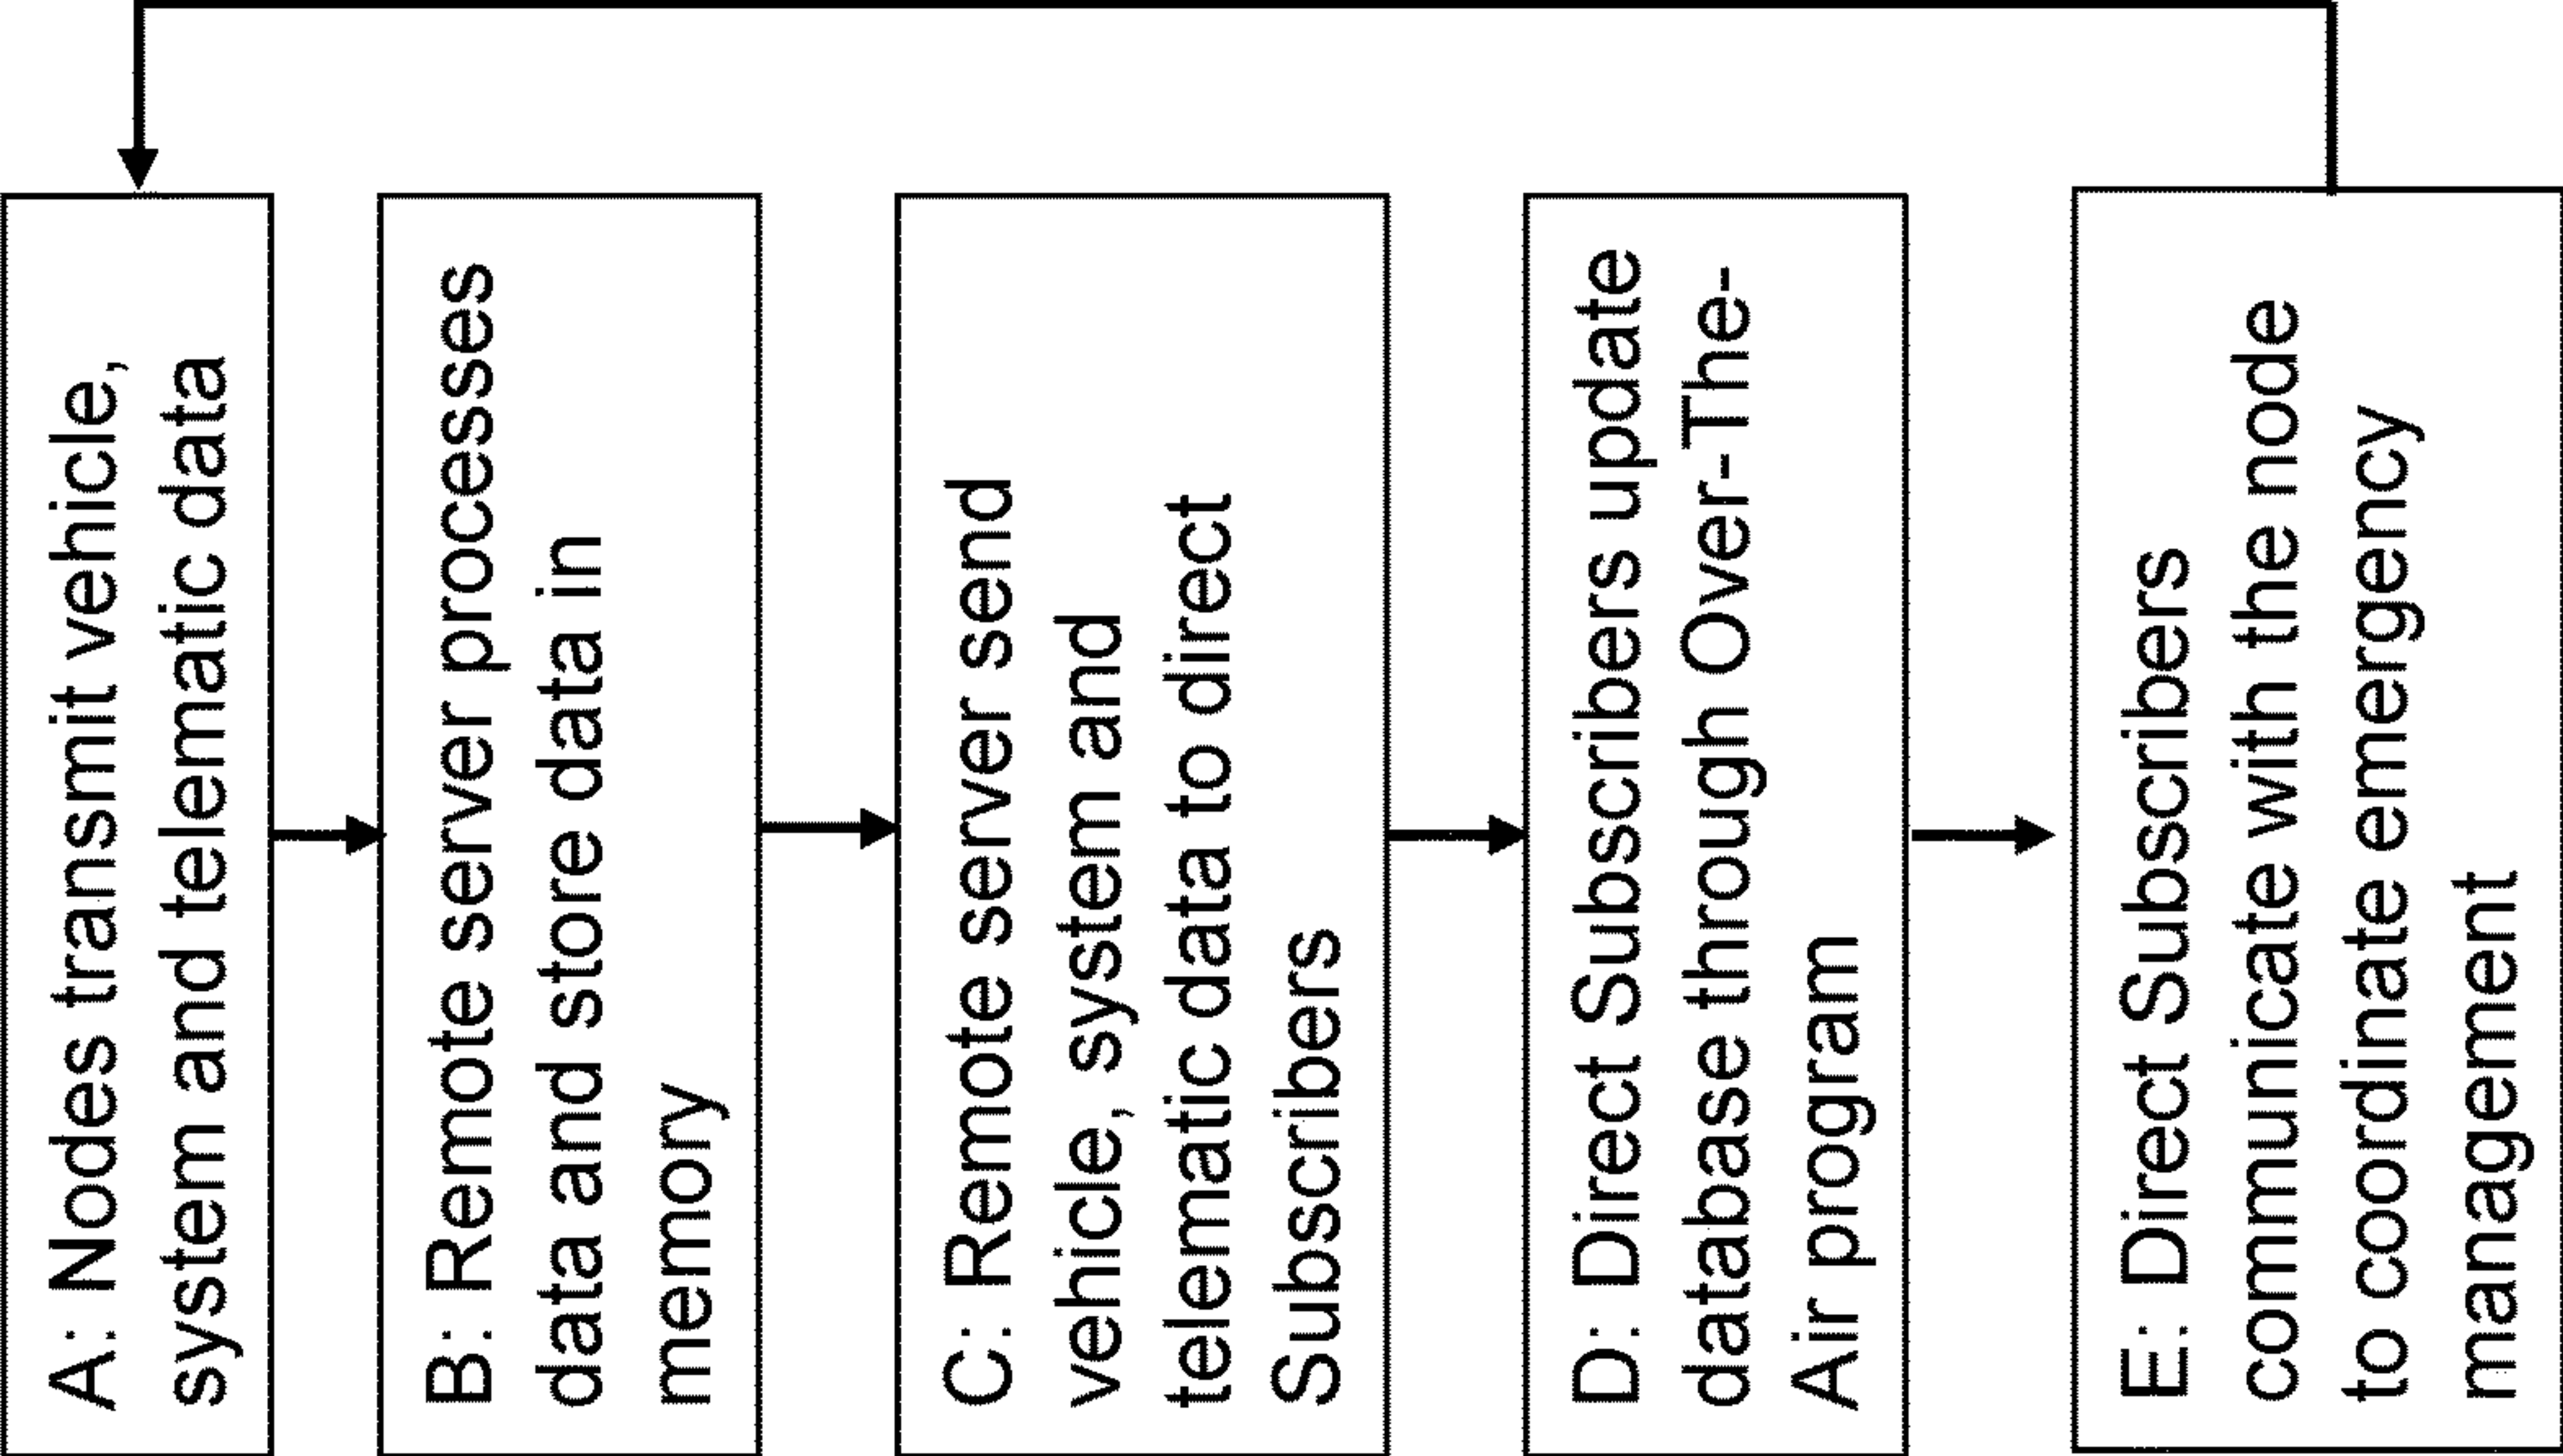 A: Nodes transmit vehicle,
system and telematic data
B: Remote server processes
data and store data in
memory
C: Remote server send
vehicle, system and
telematic data to direct
Subscribers
D: Direct Subscribers update
database through Over-The-
Air program
E: Direct Subscribers
communicate with the node
to coordinate emergency
management